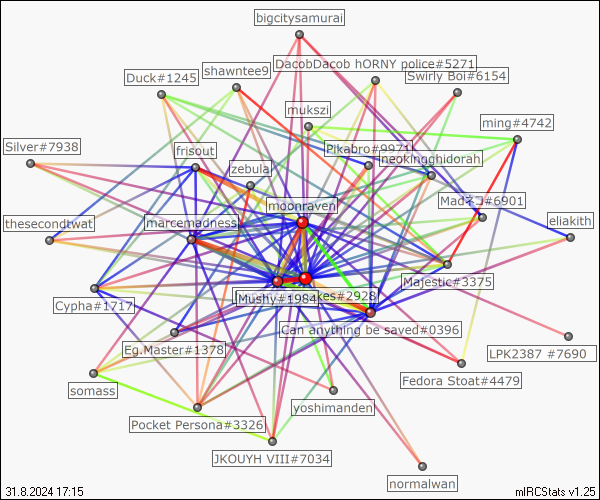 bigcitysamurai
DacobDacob hORNY police#5271
shawntee9
Duck#1245
Swirly Boi#6154
mukszi
ming#4742
Silver#7938
frisout
Pikabro#9971
neokingghidorah
zebula
moonraven
Madネコ#6901
thesecondtwat
marcemadness
eliakith
Majestic#3375
Mushy#1984
kes#2928
Cypha#1717
Can anything be saved#0396
Eg.Master#1378
LPK2387 #7690
Fedora Stoat#4479
somass
yoshimanden
Pocket Persona#3326
JKOUYH VIII#7034
normalwan
31.8.2024 17:15
mIRCStats v1.25